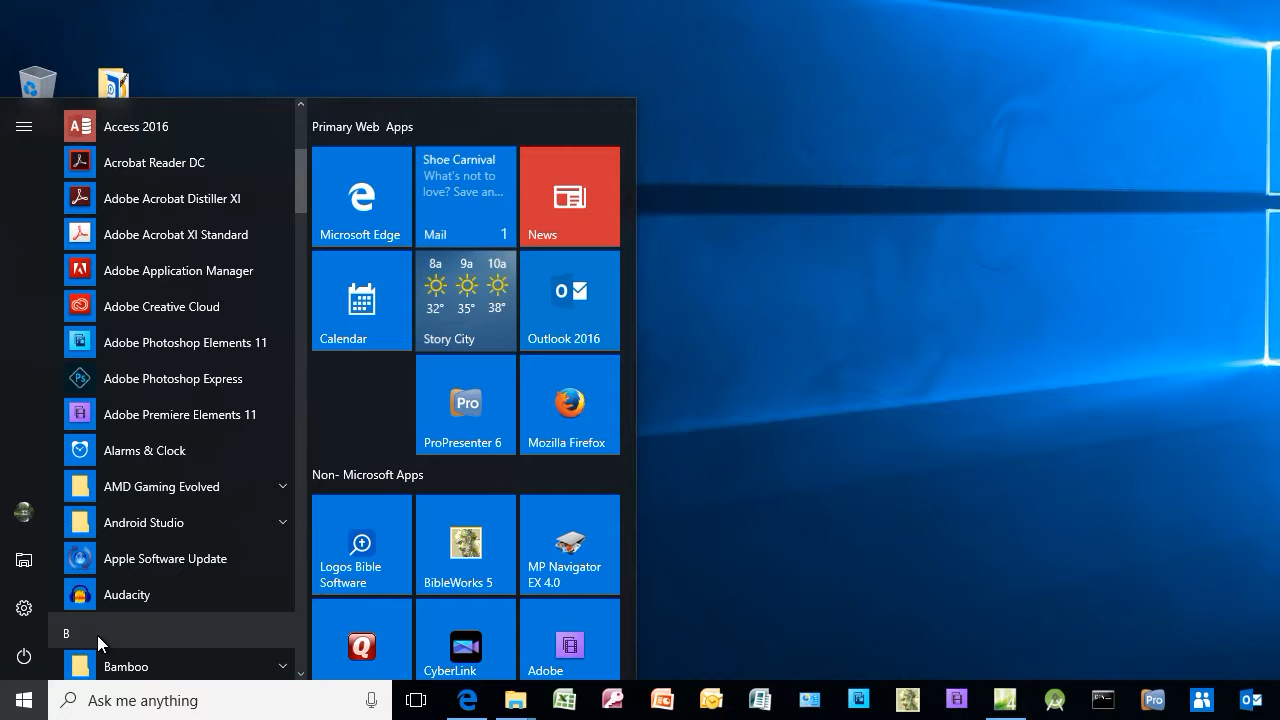 Access 2016
Acrobat Reader DC
Adobe Acrobat Distiller XI
Adobe Acrobat XI Standard
Adobe Application Manager
Adobe Creative Cloud
Adobe Photoshop Elements 11
Adobe Photoshop Express
Adobe Premiere Elements 11
Alarms & Clock
AMD Gaming Evolved
Android Studio
Apple Software Update
Audacity
B
Bamboo
Primary Web Apps
Microsoft Edge
Shoe Carnival
What's not to
love? Save an...
Mail 1
News
Calendar
8a 9a 10a
32° 35° 38°
Story City
Outlook 2016
Pro
ProPresenter 6
Mozilla Firefox
Non- Microsoft Apps
Logos Bible
Software
BibleWorks 5
MP Navigator
EX 4.0
CyberLink
Adobe
Ask me anything
Pro